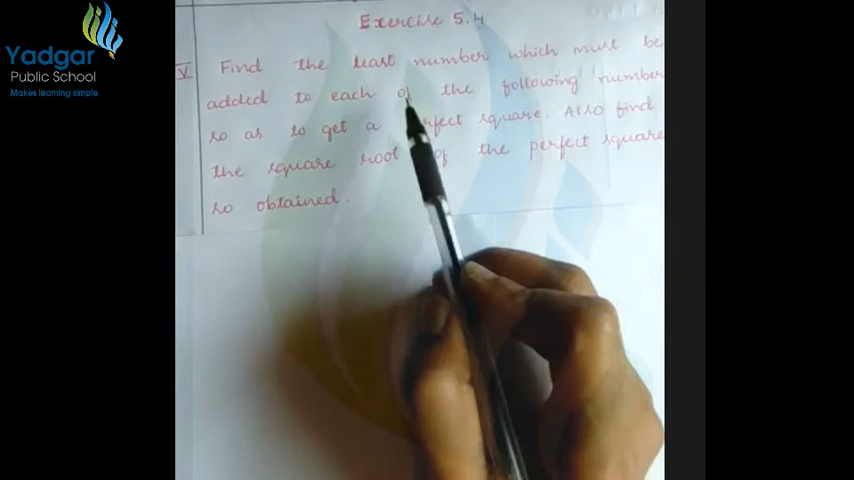 Yadgar
Public School
Makes learning simple
Exercise 5.4
V Find the least number which must be
added to each of the following number
so as to get a perfect square. Also find
the square root of the perfect square
so obtained.